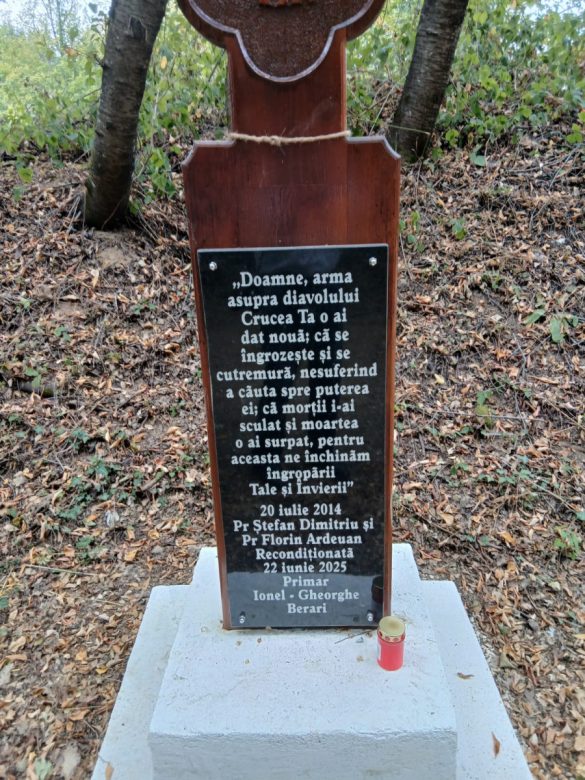 „Doamne, arma
asupra diavolului
Crucea Ta o ai
dat nouă; că se
îngrozește și se
cutremură, nesuferind
a căuta spre puterea
ei; că morții i-ai
sculat și moartea
o ai surpat, pentru
aceasta ne închinăm
îngropării
Tale și Învierii”
20 iulie 2014
Pr Ștefan Dimitriu și
Pr Florin Ardeuan
Recondiționată
22 iunie 2025
Primar
Ionel - Gheorghe
Berari